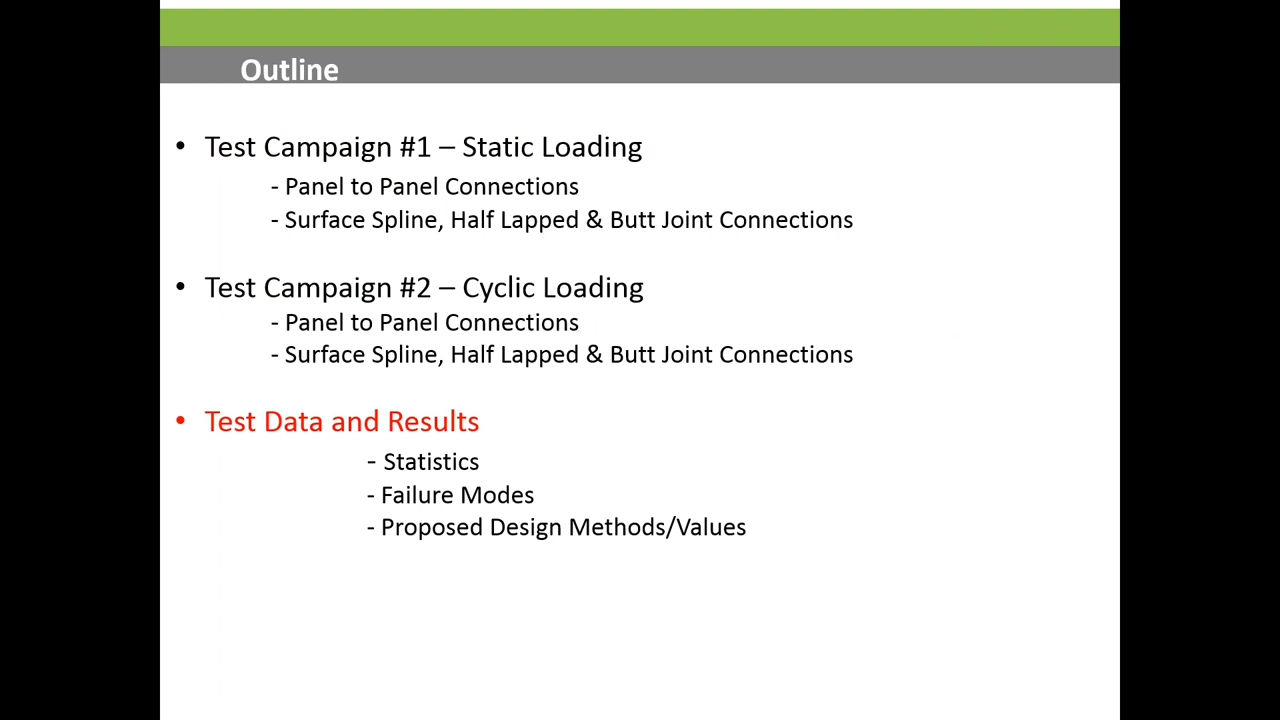 Outline
• Test Campaign #1 – Static Loading
- Panel to Panel Connections
- Surface Spline, Half Lapped & Butt Joint Connections
• Test Campaign #2 – Cyclic Loading
- Panel to Panel Connections
- Surface Spline, Half Lapped & Butt Joint Connections
• Test Data and Results
- Statistics
- Failure Modes
- Proposed Design Methods/Values